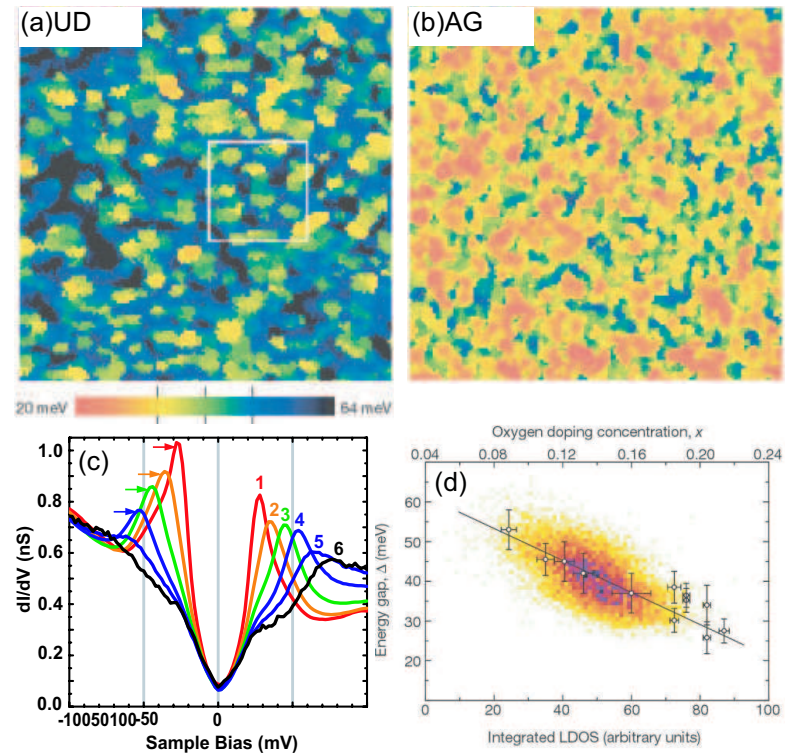 (a)UD
(b)AG
20 meV
64 meV
(c)
1
2
3
4
5
6
1.0
0.8
0.6
0.4
0.2
0.0
dI/dV (nS)
-10050100-50
0
Sample Bias (mV)
Oxygen doping concentration, x
0.04 0.08 0.12 0.16 0.20 0.24
(d)
Energy gap, Δ (meV)
70
60
50
40
30
20
10
0 20 40 60 80 100
Integrated LDOS (arbitrary units)